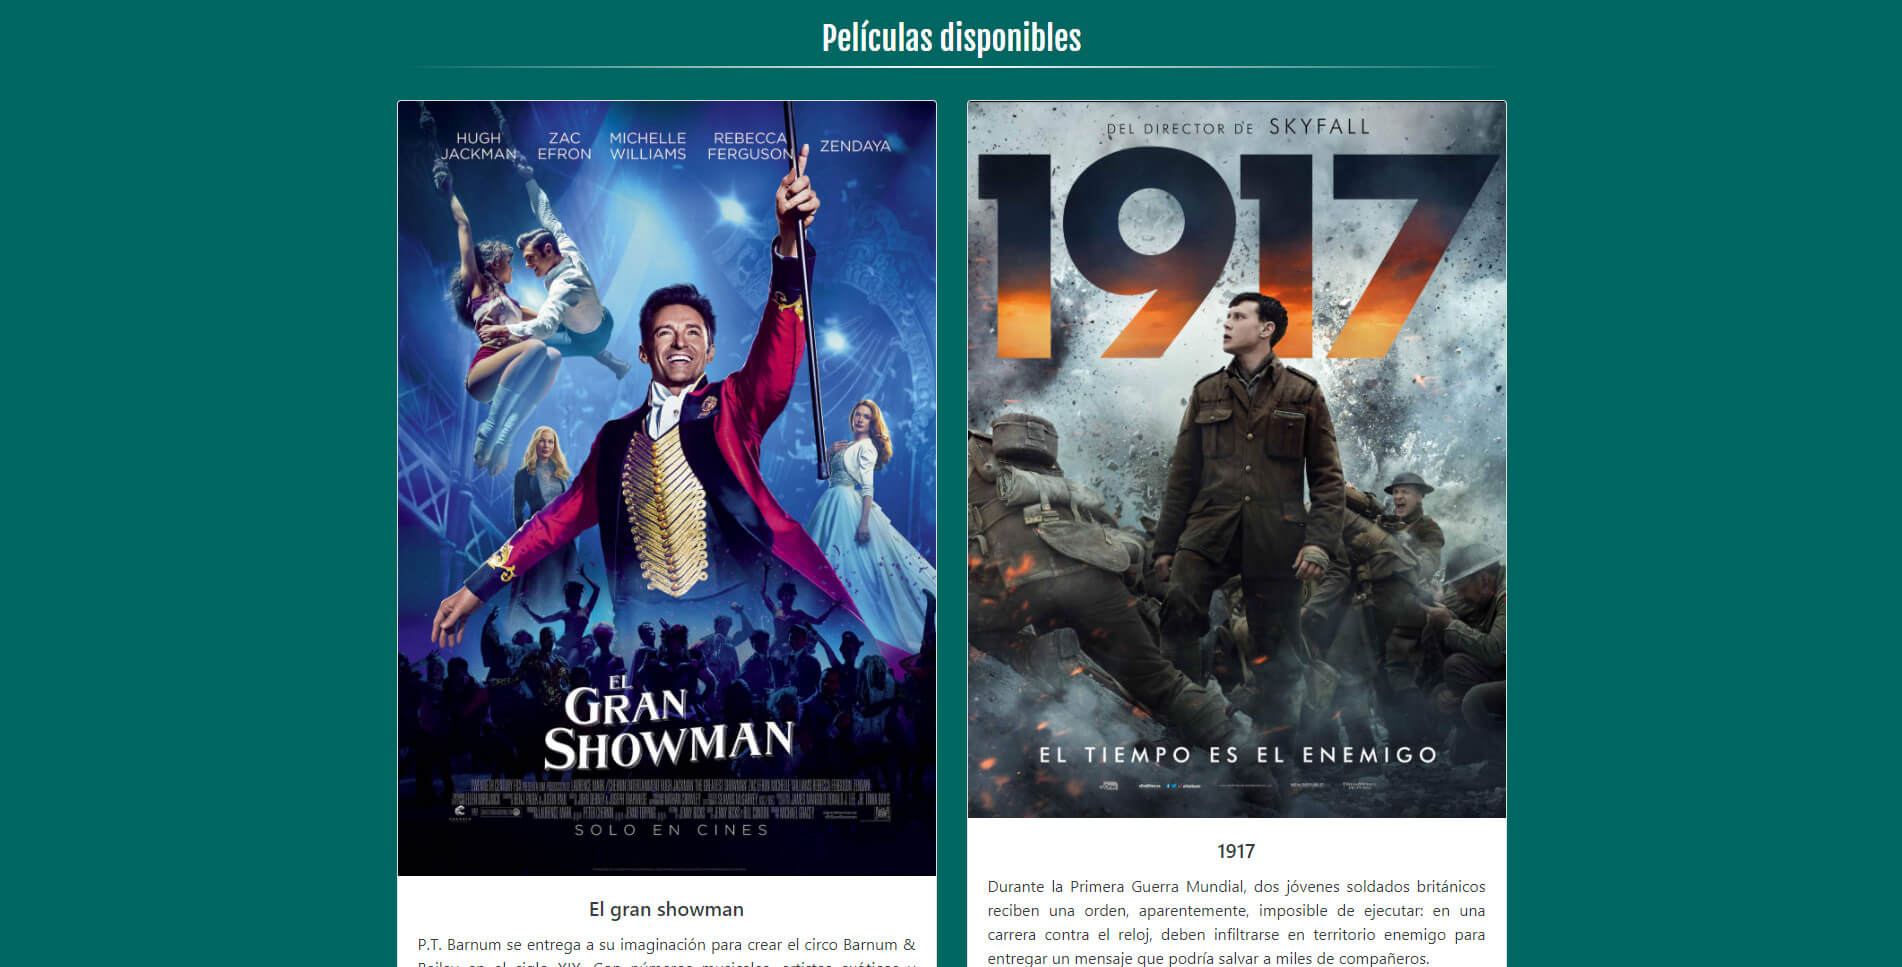 Películas disponibles
HUGH JACKMAN ZAC EFRON MICHELLE WILLIAMS REBECCA FERGUSON ZENDAYA
EL
GRAN
SHOWMAN
SOLO EN CINES
El gran showman
P.T. Barnum se entrega a su imaginación para crear el circo Barnum &
DEL DIRECTOR DE SKYFALL
1917
EL TIEMPO ES EL ENEMIGO
1917
Durante la Primera Guerra Mundial, dos jóvenes soldados británicos
reciben una orden, aparentemente, imposible de ejecutar: en una
carrera contra el reloj, deben infiltrarse en territorio enemigo para
entregar un mensaje que podría salvar a miles de compañeros.